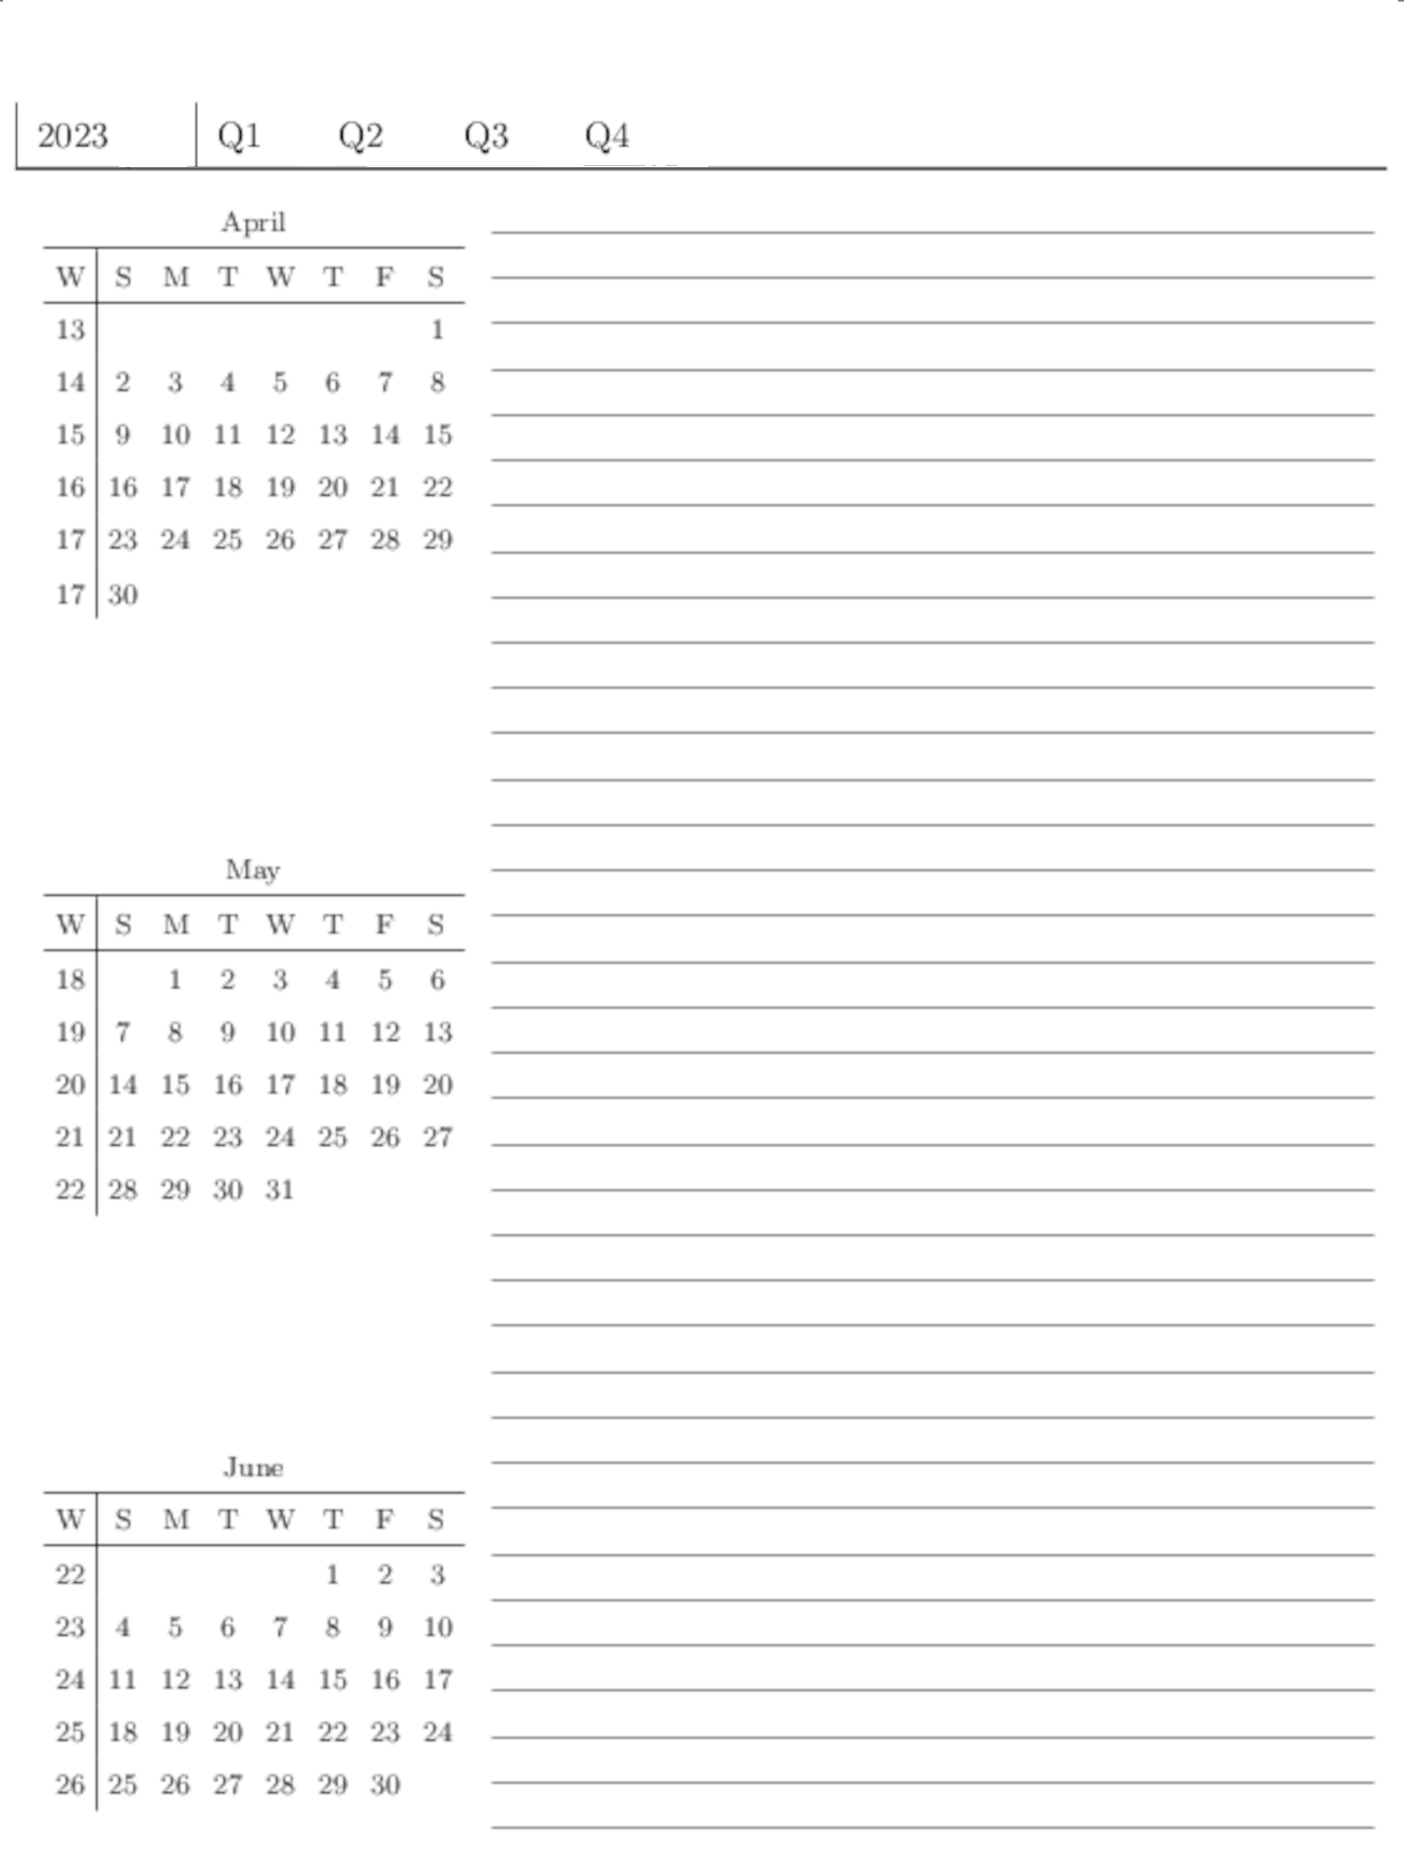 2023 Q1 Q2 Q3 Q4
April
W S M T W T F S
13 1
14 2 3 4 5 6 7 8
15 9 10 11 12 13 14 15
16 16 17 18 19 20 21 22
17 23 24 25 26 27 28 29
17 30
May
W S M T W T F S
18 1 2 3 4 5 6
19 7 8 9 10 11 12 13
20 14 15 16 17 18 19 20
21 21 22 23 24 25 26 27
22 28 29 30 31
June
W S M T W T F S
22 1 2 3
23 4 5 6 7 8 9 10
24 11 12 13 14 15 16 17
25 18 19 20 21 22 23 24
26 25 26 27 28 29 30